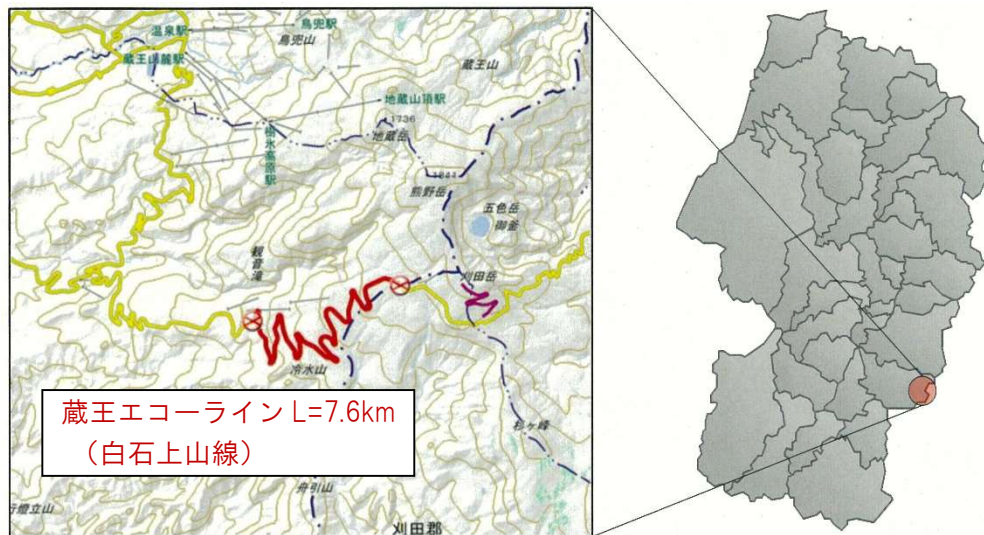 鳥兜駅
温泉駅
鳥兜山
蔵王山麓駅
蔵王山
地蔵山頂駅
1736
地蔵岳
樹氷高原駅
熊野岳
五色岳
御釜
観音滝
刈田岳
冷水山
蔵王エコーラインL=7.6km
（白石上山線）
杉ヶ峰
舟引山
刈田郡